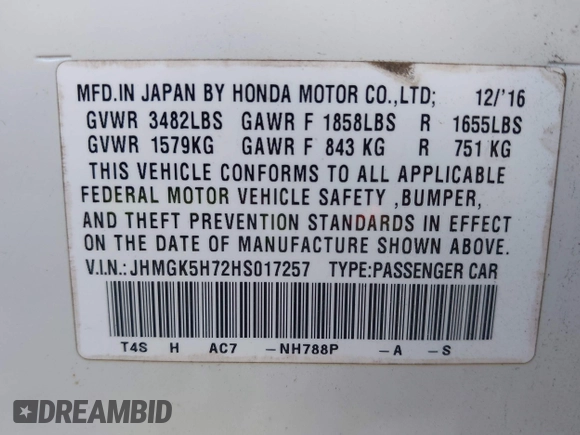 MFD.IN JAPAN BY HONDA MOTOR CO.,LTD; 12/'16
GVWR 3482LBS GAWR F 1858LBS R 1655LBS
GVWR 1579KG GAWR F 843 KG R 751 KG
THIS VEHICLE CONFORMS TO ALL APPLICABLE
FEDERAL MOTOR VEHICLE SAFETY ,BUMPER,
AND THEFT PREVENTION STANDARDS IN EFFECT
ON THE DATE OF MANUFACTURE SHOWN ABOVE.
V.I.N.:JHMGK5H72HS017257 TYPE:PASSENGER CAR
T4S H AC7 -NH788P -A -S
DREAMBID